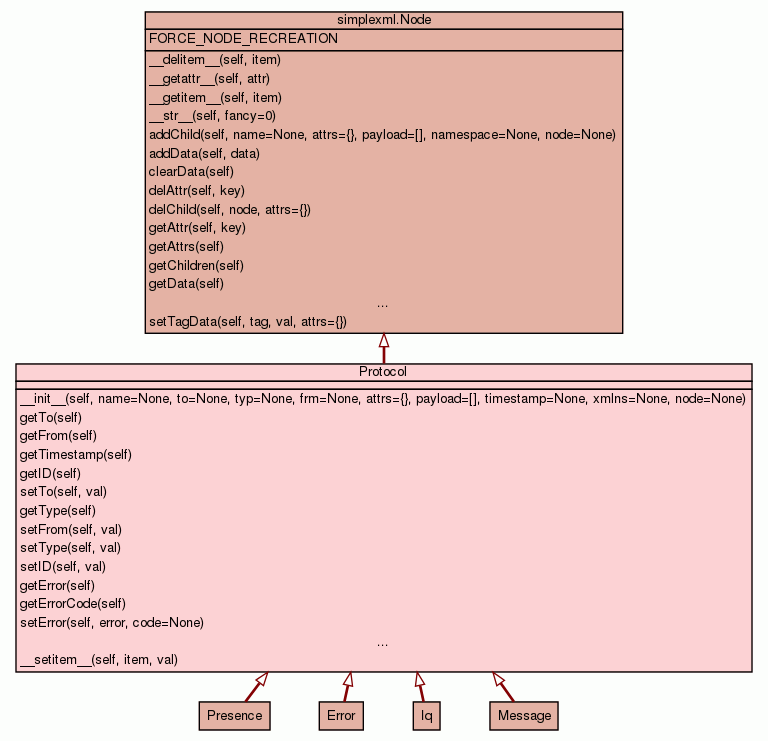 simplexml.Node
FORCE_NODE_RECREATION
__delitem__(self, item)
__getattr__(self, attr)
__getitem__(self, item)
__str__(self, fancy=0)
addChild(self, name=None, attrs={}, payload=[], namespace=None, node=None)
addData(self, data)
clearData(self)
delAttr(self, key)
delChild(self, node, attrs={})
getAttr(self, key)
getAttrs(self)
getChildren(self)
getData(self)
...
setTagData(self, tag, val, attrs={})
Protocol
__init__(self, name=None, to=None, typ=None, frm=None, attrs={}, payload=[], timestamp=None, xmlns=None, node=None)
getTo(self)
getFrom(self)
getTimestamp(self)
getID(self)
setTo(self, val)
getType(self)
setFrom(self, val)
setType(self, val)
setID(self, val)
getError(self)
getErrorCode(self)
setError(self, error, code=None)
...
__setitem__(self, item, val)
Presence
Error
Iq
Message